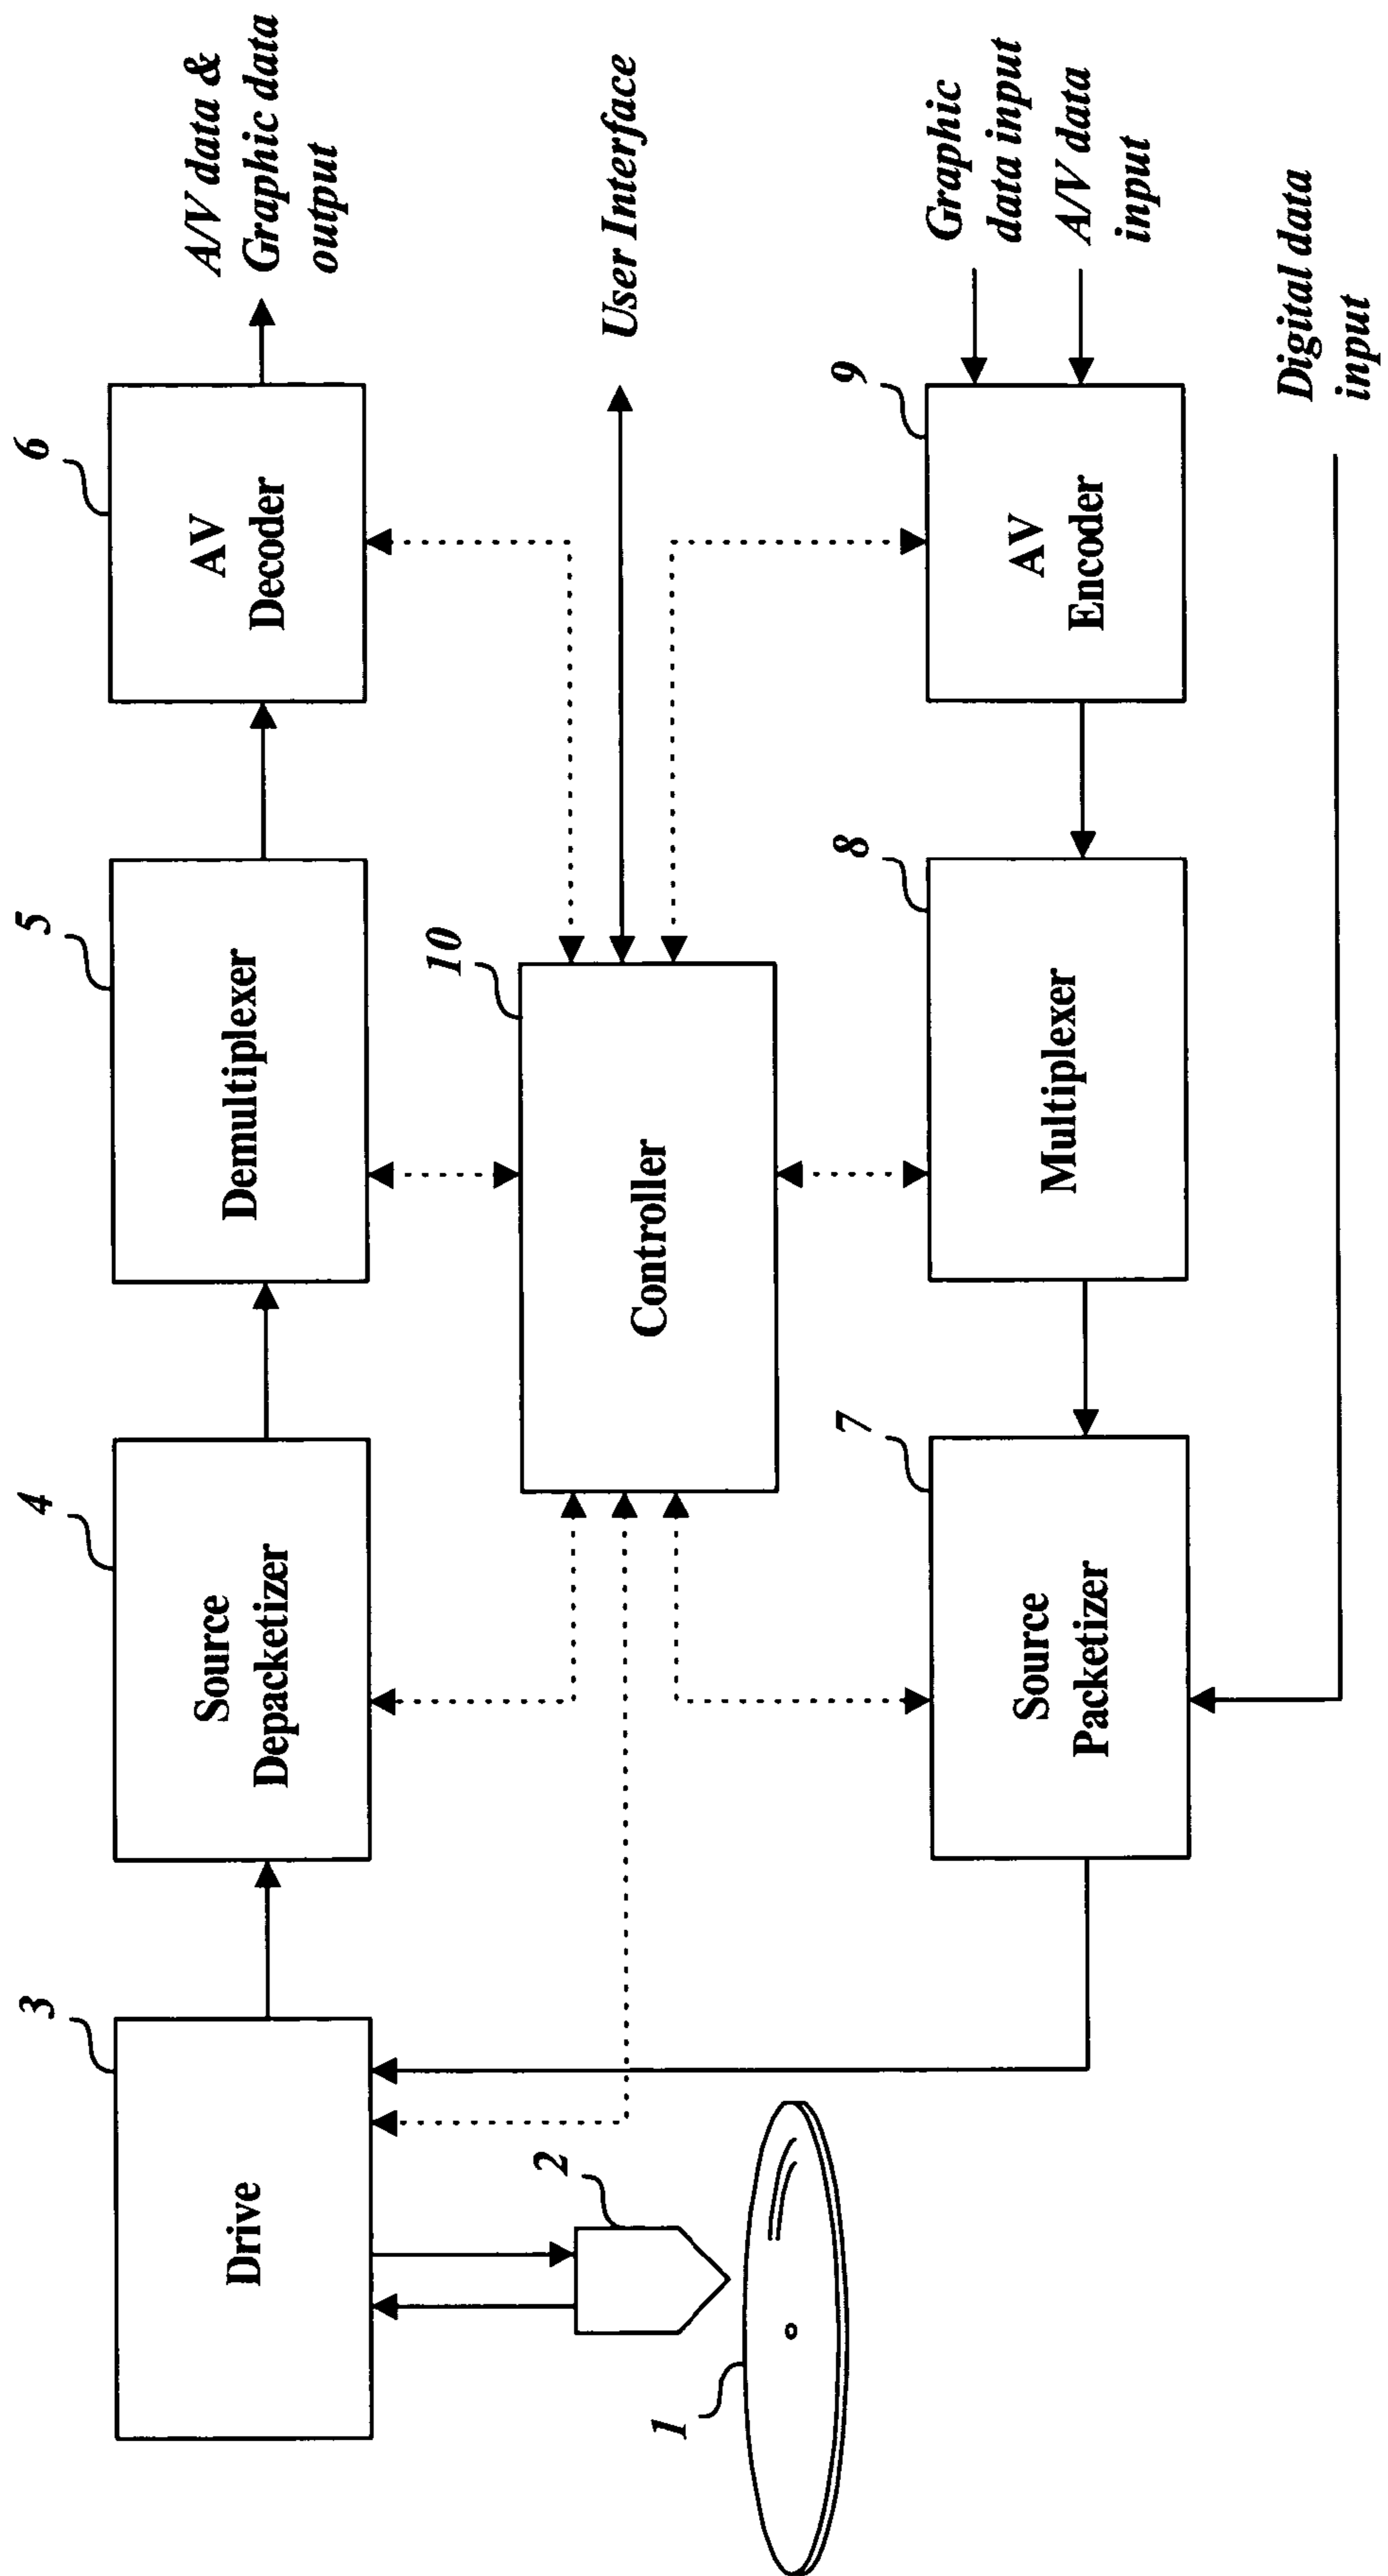 A/V data &
Graphic data
output
6
AV
Decoder
5
Demultiplexer
4
Source
Depacketizer
3
Drive
User Interface
10
Controller
2
1
Graphic
data input
A/V data
input
9
AV
Encoder
8
Multiplexer
7
Source
Packetizer
Digital data
input